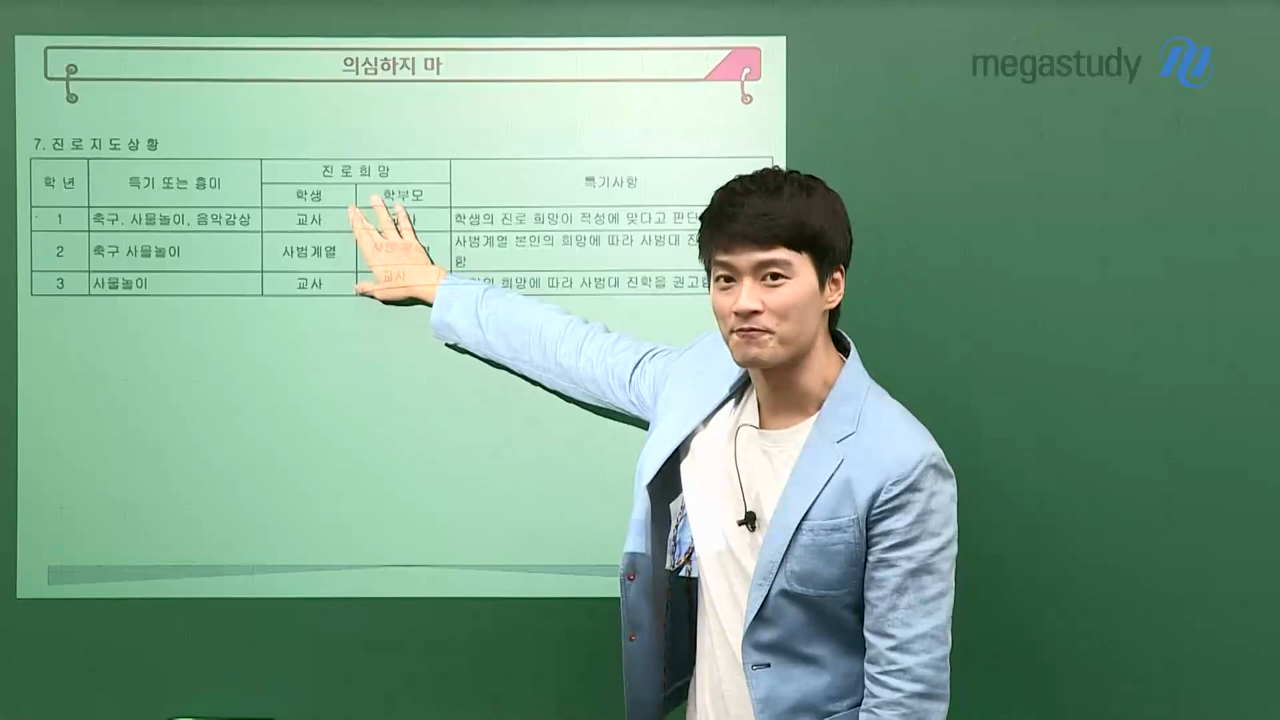 megastudy
의심하지 마
7. 진 로 지 도 상 황
학 년 특기 또는 흥미 진 로 희 망 특기사항
학생 학부모
1 축구, 사물놀이, 음악감상 교사 학생의 진로 희망이 적성에 맞다고 판단
2 축구 사물놀이 사범계열 사범계열 본인의 희망에 따라 사범대
함
3 사물놀이 교사 교사 희망에 따라 사범대 진학을 권고